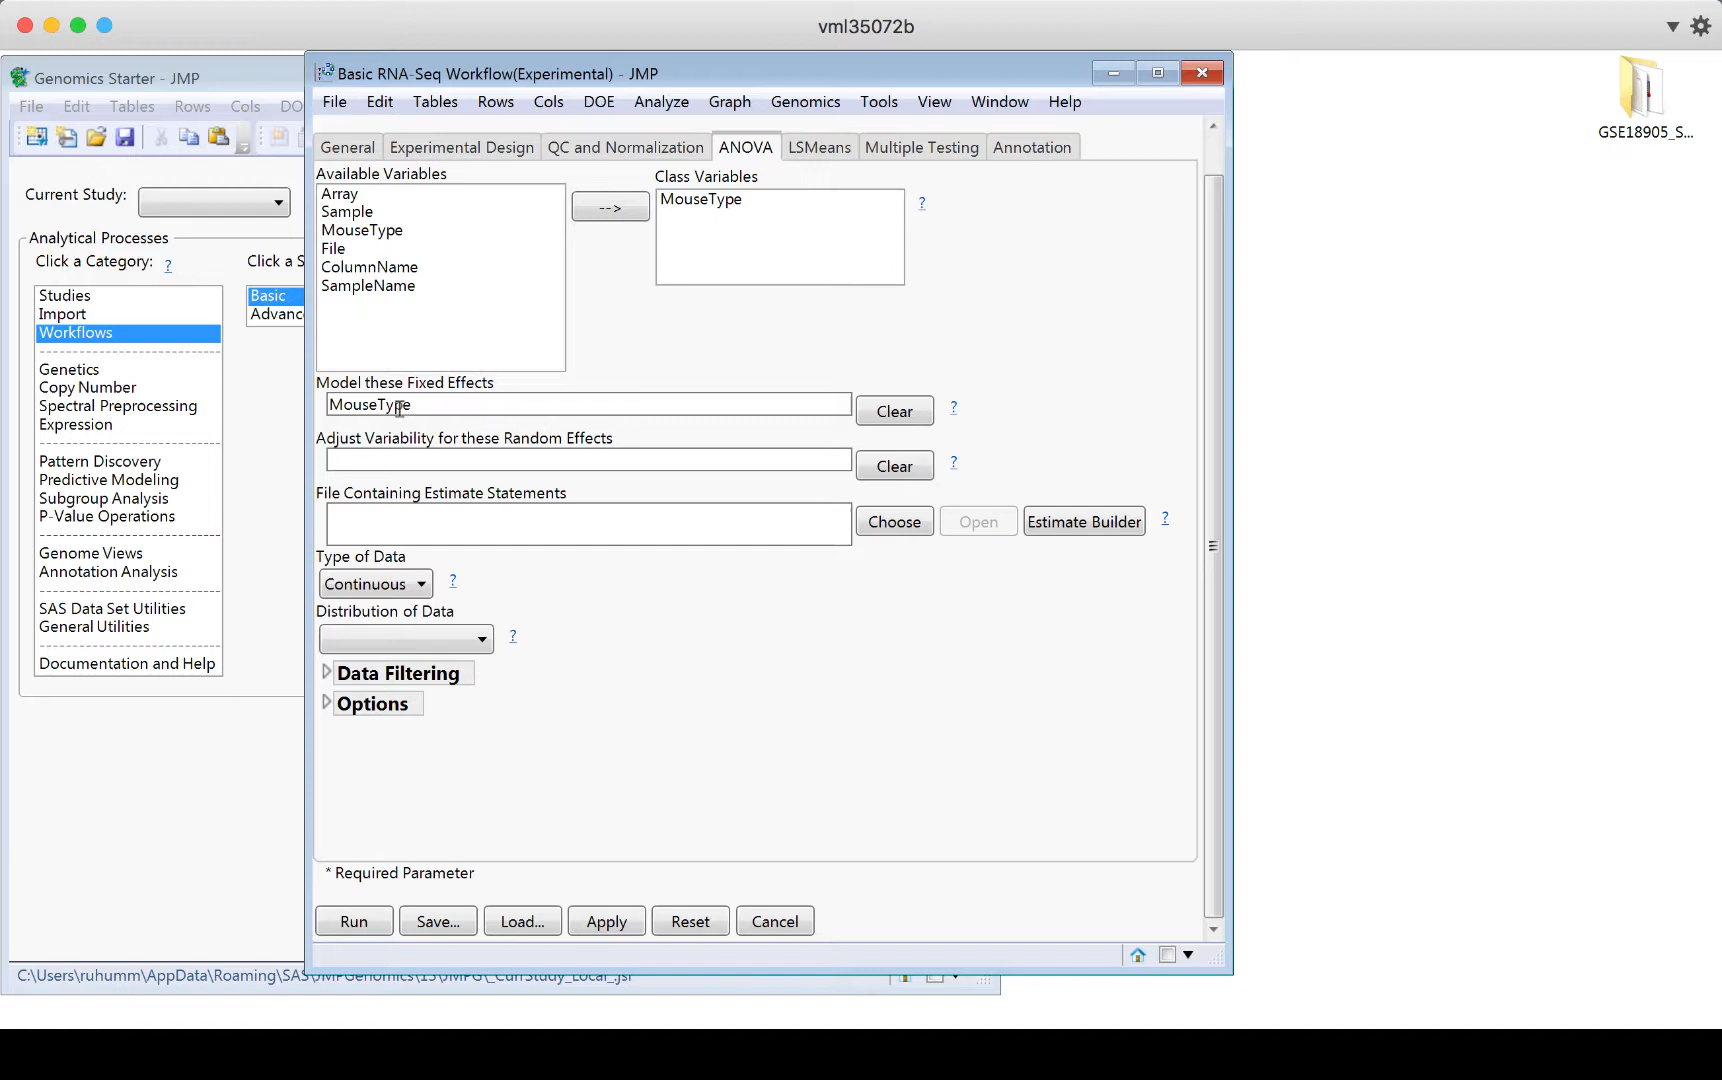 vml35072b
Genomics Starter - JMP
File Edit Tables Rows Cols DO
Current Study:
Analytical Processes
Click a Category: ? Click a S
Studies
Import
Workflows
Genetics
Copy Number
Spectral Preprocessing
Expression
Pattern Discovery
Predictive Modeling
Subgroup Analysis
P-Value Operations
Genome Views
Annotation Analysis
SAS Data Set Utilities
General Utilities
Documentation and Help
Basic
Advanc
Basic RNA-Seq Workflow(Experimental) - JMP
File Edit Tables Rows Cols DOE Analyze Graph Genomics Tools View Window Help
General Experimental Design QC and Normalization ANOVA LSMeans Multiple Testing Annotation
Available Variables
Array
Sample
MouseType
File
ColumnName
SampleName
-->
Class Variables
MouseType
?
Model these Fixed Effects
MouseType Clear ?
Adjust Variability for these Random Effects
Clear ?
File Containing Estimate Statements
Choose Open Estimate Builder ?
Type of Data
Continuous ?
Distribution of Data
?
Data Filtering
Options
* Required Parameter
Run Save... Load... Apply Reset Cancel
GSE18905_S...